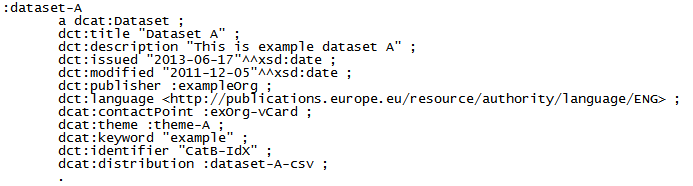 :dataset-A
a dcat:Dataset ;
dct:title "Dataset A" ;
dct:description "This is example dataset A" ;
dct:issued "2013-06-17"^^xsd:date ;
dct:modified "2011-12-05"^^xsd:date ;
dct:publisher :exampleOrg ;
dct:language <http://publications.europe.eu/resource/authority/language/ENG> ;
dcat:contactPoint :exOrg-vCard ;
dcat:theme :theme-A ;
dcat:keyword "example" ;
dct:identifier "CatB-IdX" ;
dcat:distribution :dataset-A-csv ;
.